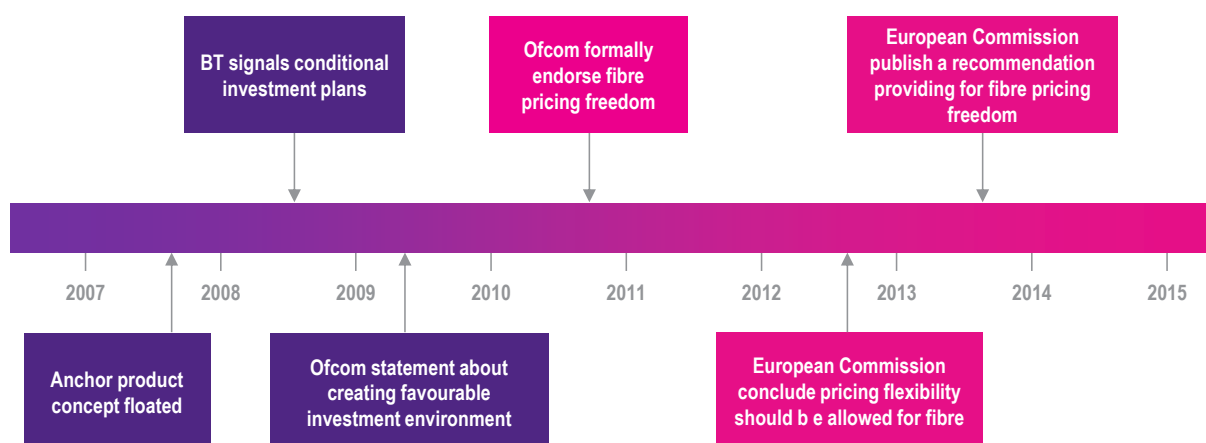 BT signals conditional
investment plans
Ofcom formally
endorse fibre
pricing freedom
European Commission
publish a recommendation
providing for fibre pricing
freedom
2007
2008
2009
2010
2011
2012
2013
2014
2015
Anchor product
concept floated
Ofcom statement about
creating favourable
investment environment
European Commission
conclude pricing flexibility
should b e allowed for fibre